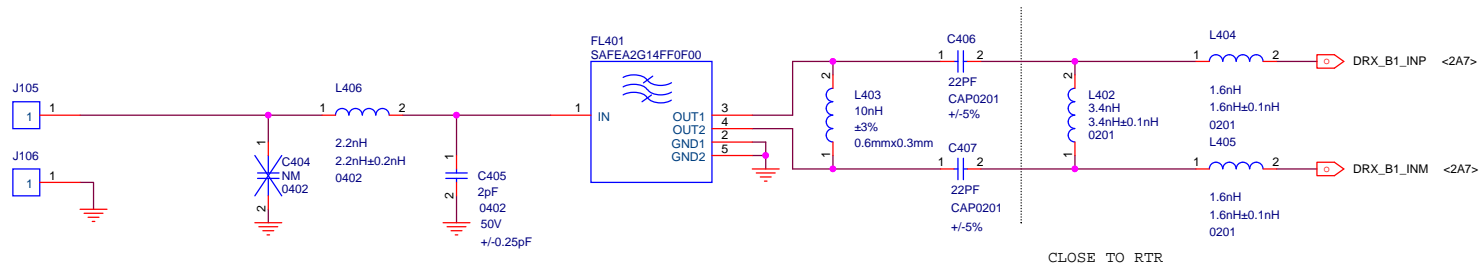 J105
1
1
J106
1
1
1
C404
NM
0402
2
L406
1
2
2.2nH
2.2nH±0.2nH
0402
1
C405
2pF
0402
50V
+/-0.25pF
2
FL401
SAFEA2G14FF0F00
1
IN
OUT1
OUT2
GND1
GND2
3
4
2
5
2
L403
10nH
±3%
0.6mmx0.3mm
1
C406
1
2
22PF
CAP0201
+/-5%
C407
1
2
22PF
CAP0201
+/-5%
2
L402
3.4nH
3.4nH±0.1nH
0201
1
L404
1
2
1.6nH
1.6nH±0.1nH
0201
L405
1
2
1.6nH
1.6nH±0.1nH
0201
DRX_B1_INP <2A7>
DRX_B1_INM <2A7>
CLOSE TO RTR